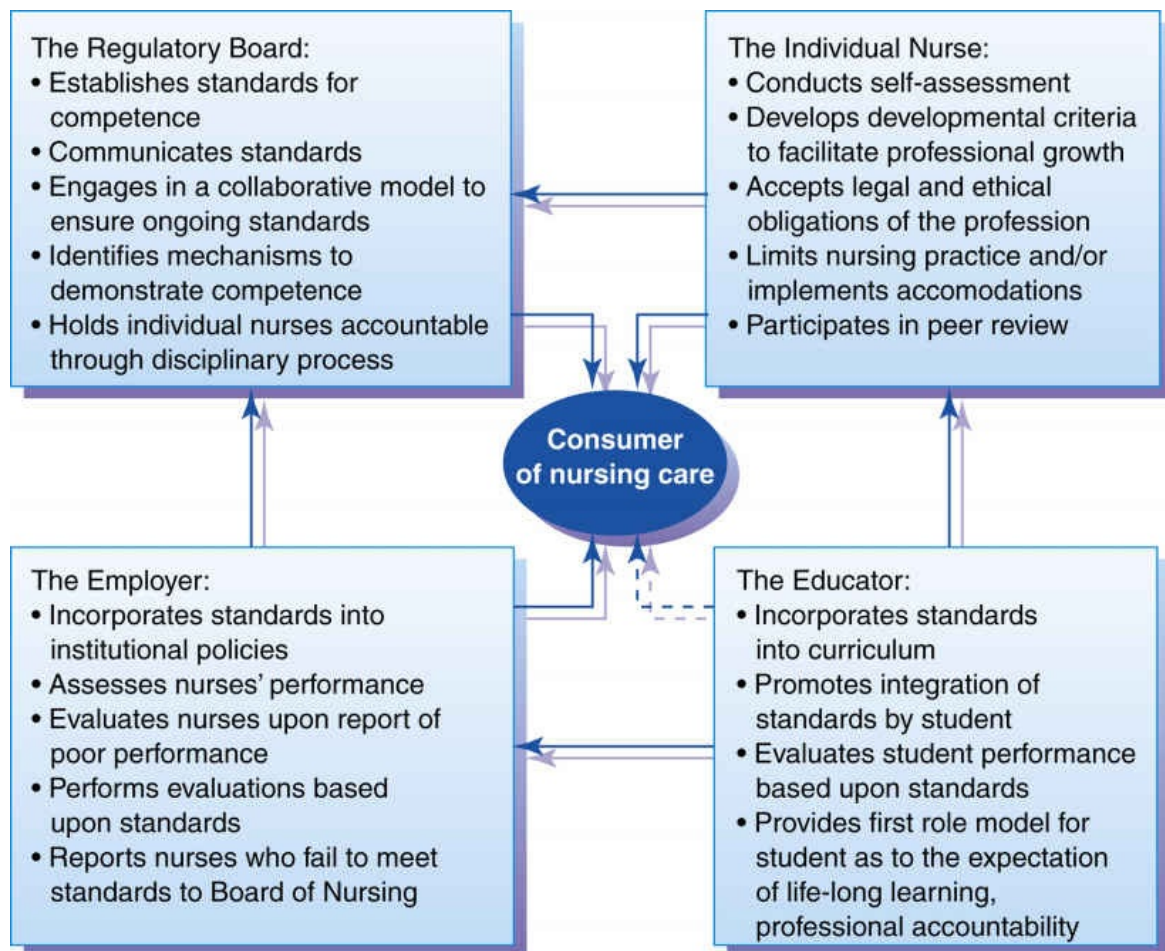 The Regulatory Board:
• Establishes standards for
competence
• Communicates standards
• Engages in a collaborative model to
ensure ongoing standards
• Identifies mechanisms to
demonstrate competence
• Holds individual nurses accountable
through disciplinary process
The Individual Nurse:
• Conducts self-assessment
• Develops developmental criteria
to facilitate professional growth
• Accepts legal and ethical
obligations of the profession
• Limits nursing practice and/or
implements accomodations
• Participates in peer review
Consumer
of nursing care
The Employer:
• Incorporates standards into
institutional policies
• Assesses nurses’ performance
• Evaluates nurses upon report of
poor performance
• Performs evaluations based
upon standards
• Reports nurses who fail to meet
standards to Board of Nursing
The Educator:
• Incorporates standards
into curriculum
• Promotes integration of
standards by student
• Evaluates student performance
based upon standards
• Provides first role model for
student as to the expectation
of life-long learning,
professional accountability